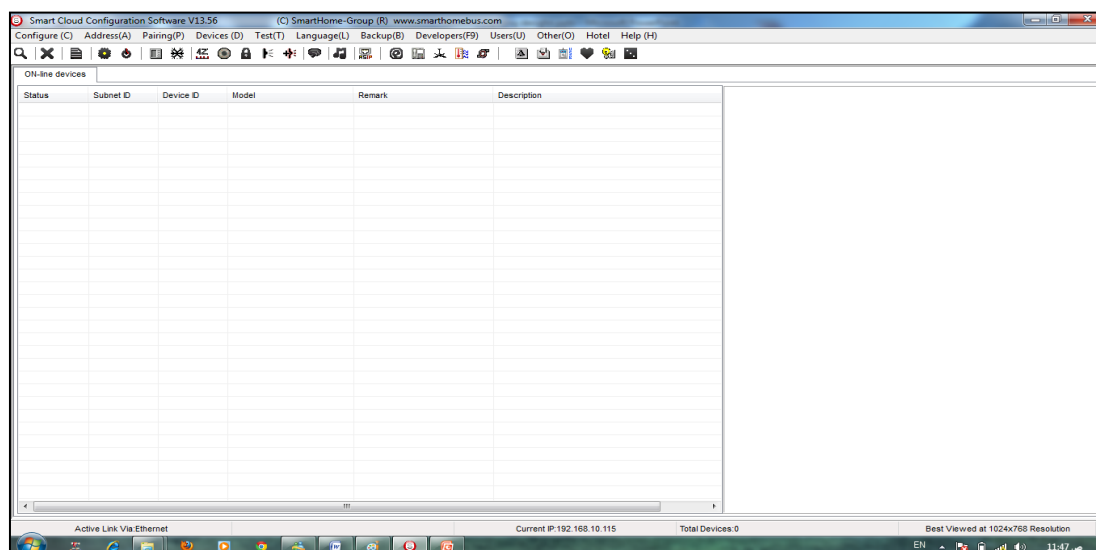 Smart Cloud Configuration Software V13.56 (C) SmartHome-Group (R) www.smarthomebus.com
Configure (C) Address(A) Pairing(P) Devices (D) Test(T) Language(L) Backup(B) Developers(F9) Users(U) Other(O) Hotel Help (H)
ON-line devices
Status Subnet ID Device ID Model Remark Description
Active Link Via:Ethernet Current IP:192.168.10.115 Total Devices:0 Best Viewed at 1024x768 Resolution
EN 11:47